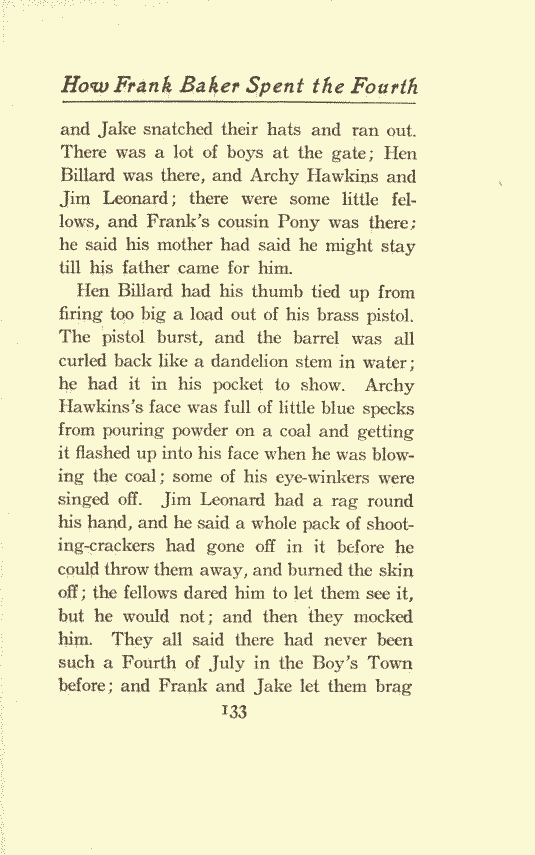 How Frank Baker Spent the Fourth
and Jake snatched their hats and ran out.
There was a lot of boys at the gate; Hen
Billard was there, and Archy Hawkins and
Jim Leonard; there were some little fel-
lows, and Frank's cousin Pony was there;
he said his mother had said he might stay
till his father came for him.
Hen Billard had his thumb tied up from
firing too big a load out of his brass pistol.
The pistol burst, and the barrel was all
curled back like a dandelion stem in water;
he had it in his pocket to show. Archy
Hawkins's face was full of little blue specks
from pouring powder on a coal and getting
it flashed up into his face when he was blow-
ing the coal; some of his eye-winkers were
singed off. Jim Leonard had a rag round
his hand, and he said a whole pack of shoot-
ing-crackers had gone off in it before he
could throw them away, and burned the skin
off; the fellows dared him to let them see it,
but he would not; and then they mocked
him. They all said there had never been
such a Fourth of July in the Boy's Town
before; and Frank and Jake let them brag
133